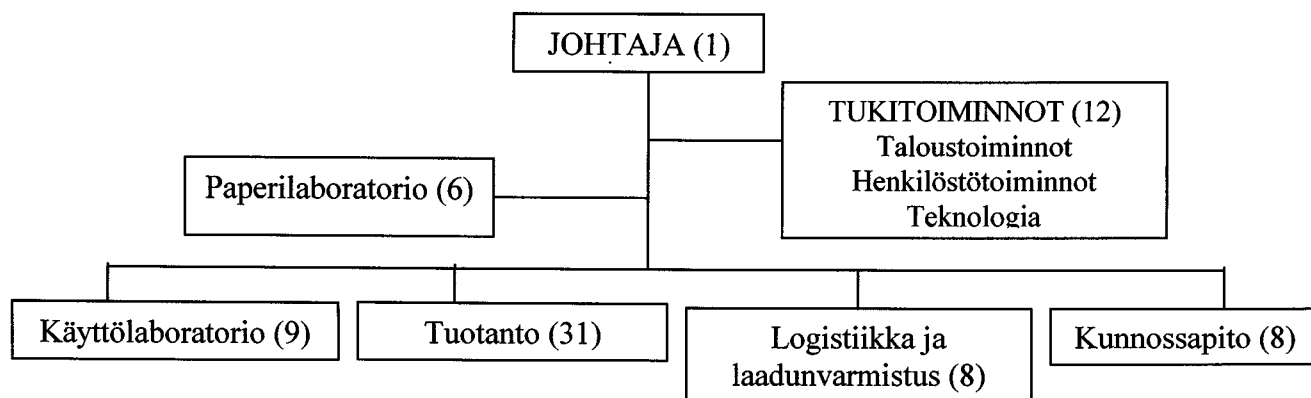 JOHTAJA (1)
TUKITOIMINNOT (12)
Taloustoiminnot
Henkilöstötoiminnot
Teknologia
Paperilaboratorio (6)
Käyttölaboratorio (9)
Tuotanto (31)
Logistiikka ja
laadunvarmistus (8)
Kunnossapito (8)